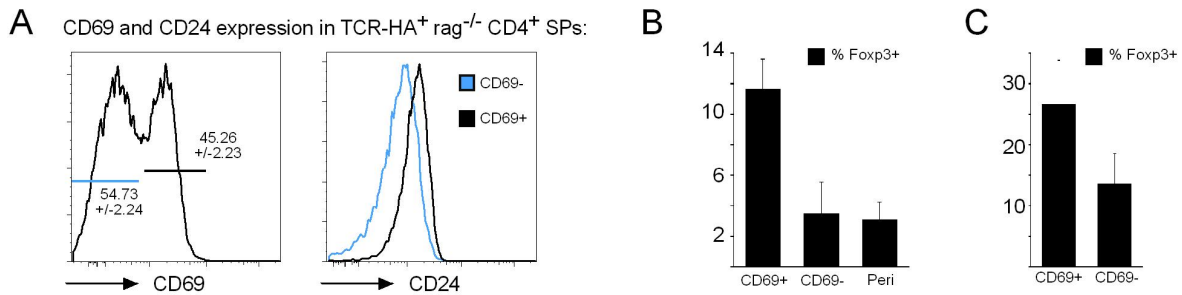 A
CD69 and CD24 expression in TCR-HA+ rag-/- CD4+ SPs:
45.26
+/-2.23
54.73
+/-2.24
CD69
CD69-
CD69+
CD24
B
% Foxp3+
14
10
6
2
CD69+ CD69- Peri
C
% Foxp3+
30
20
10
CD69+ CD69-